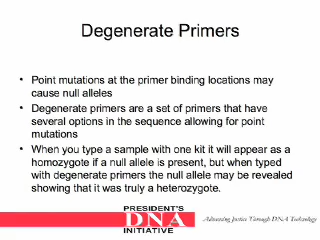 Degenerate Primers
• Point mutations at the primer binding locations may
cause null alleles
• Degenerate primers are a set of primers that have
several options in the sequence allowing for point
mutations
• When you type a sample with one kit it will appear as a
homozygote if a null allele is present, but when typed
with degenerate primers the null allele may be revealed
showing that it was truly a heterozygote.
PRESIDENT'S
DNA
INITIATIVE
Advancing Justice Through DNA Technology